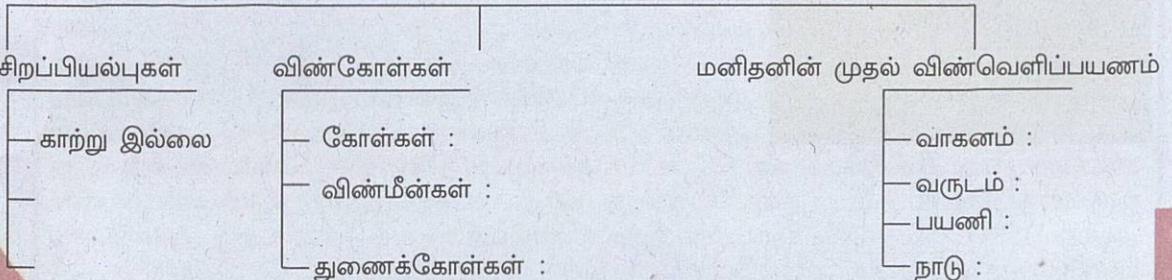 சிறப்பியல்புகள்
காற்று இல்லை
விண்கோள்கள்
கோள்கள் :
விண்மீன்கள் :
துணைக்கோள்கள் :
மனிதனின் முதல் விண்வெளிப்பயணம்
வாகனம் :
வருடம் :
பயணி :
நாடு :